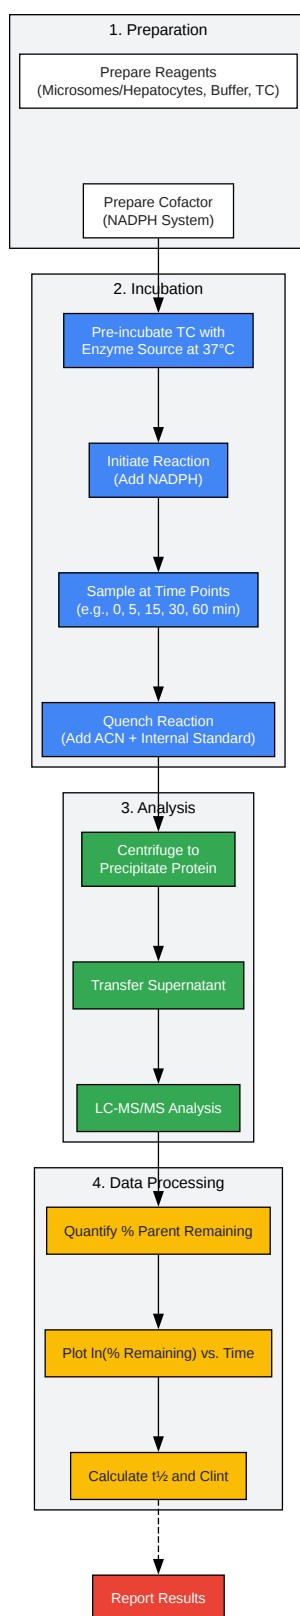 1. Preparation
Prepare Reagents
(Microsomes/Hepatocytes, Buffer, TC)
Prepare Cofactor
(NADPH System)
2. Incubation
Pre-incubate TC with
Enzyme Source at 37°C
Initiate Reaction
(Add NADPH)
Sample at Time Points
(e.g., 0, 5, 15, 30, 60 min)
Quench Reaction
(Add ACN + Internal Standard)
3. Analysis
Centrifuge to
Precipitate Protein
Transfer Supernatant
LC-MS/MS Analysis
4. Data Processing
Quantify % Parent Remaining
Plot ln(% Remaining) vs. Time
Calculate t½ and Clint
Report Results